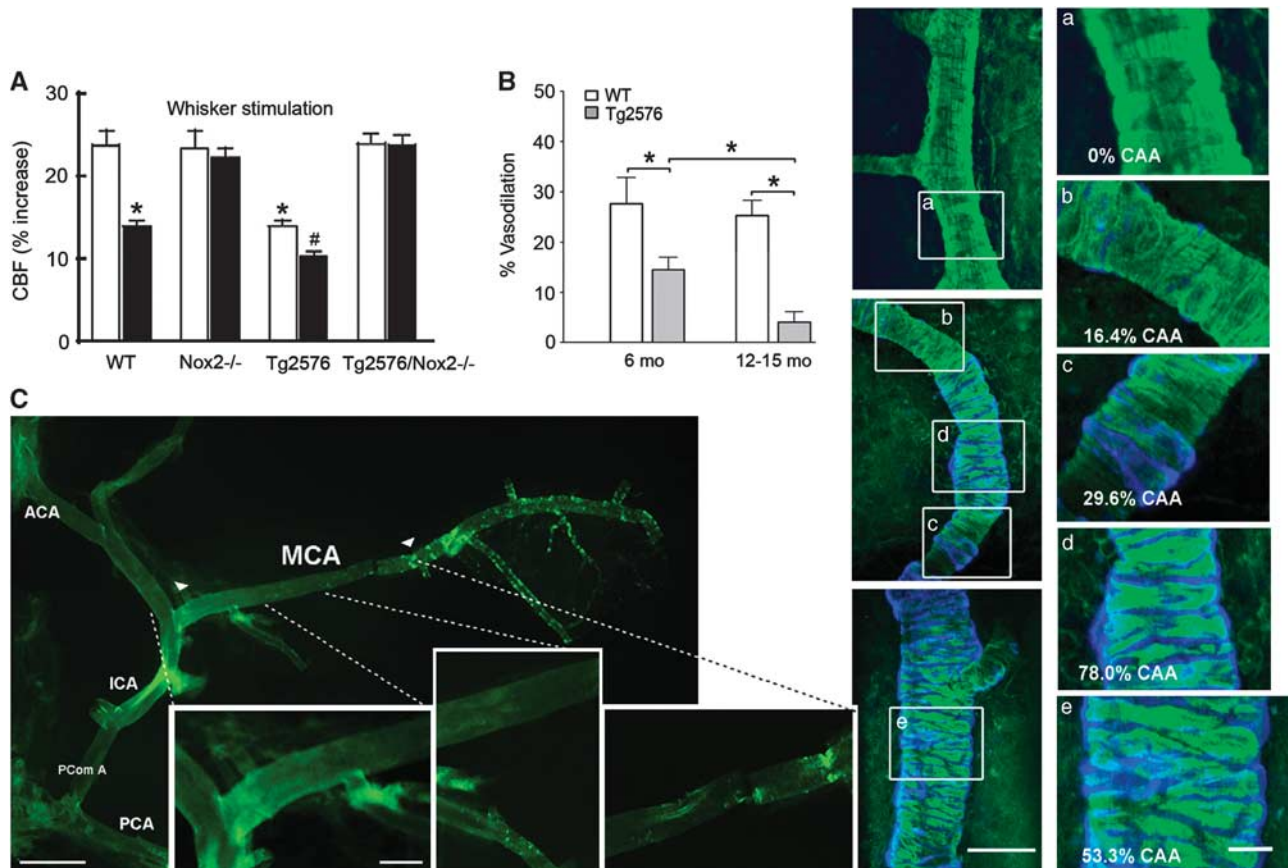 A
Whisker stimulation
CBF (% increase)
30
20
10
0
*
*
#
WT
Nox2-/-
Tg2576
Tg2576/Nox2-/-
B
WT
Tg2576
% Vasodilation
50
40
30
20
10
0
*
*
*
6 mo
12-15 mo
C
ACA
MCA
ICA
PCom A
PCA
a
b
d
c
e
a
0% CAA
b
16.4% CAA
c
29.6% CAA
d
78.0% CAA
e
53.3% CAA